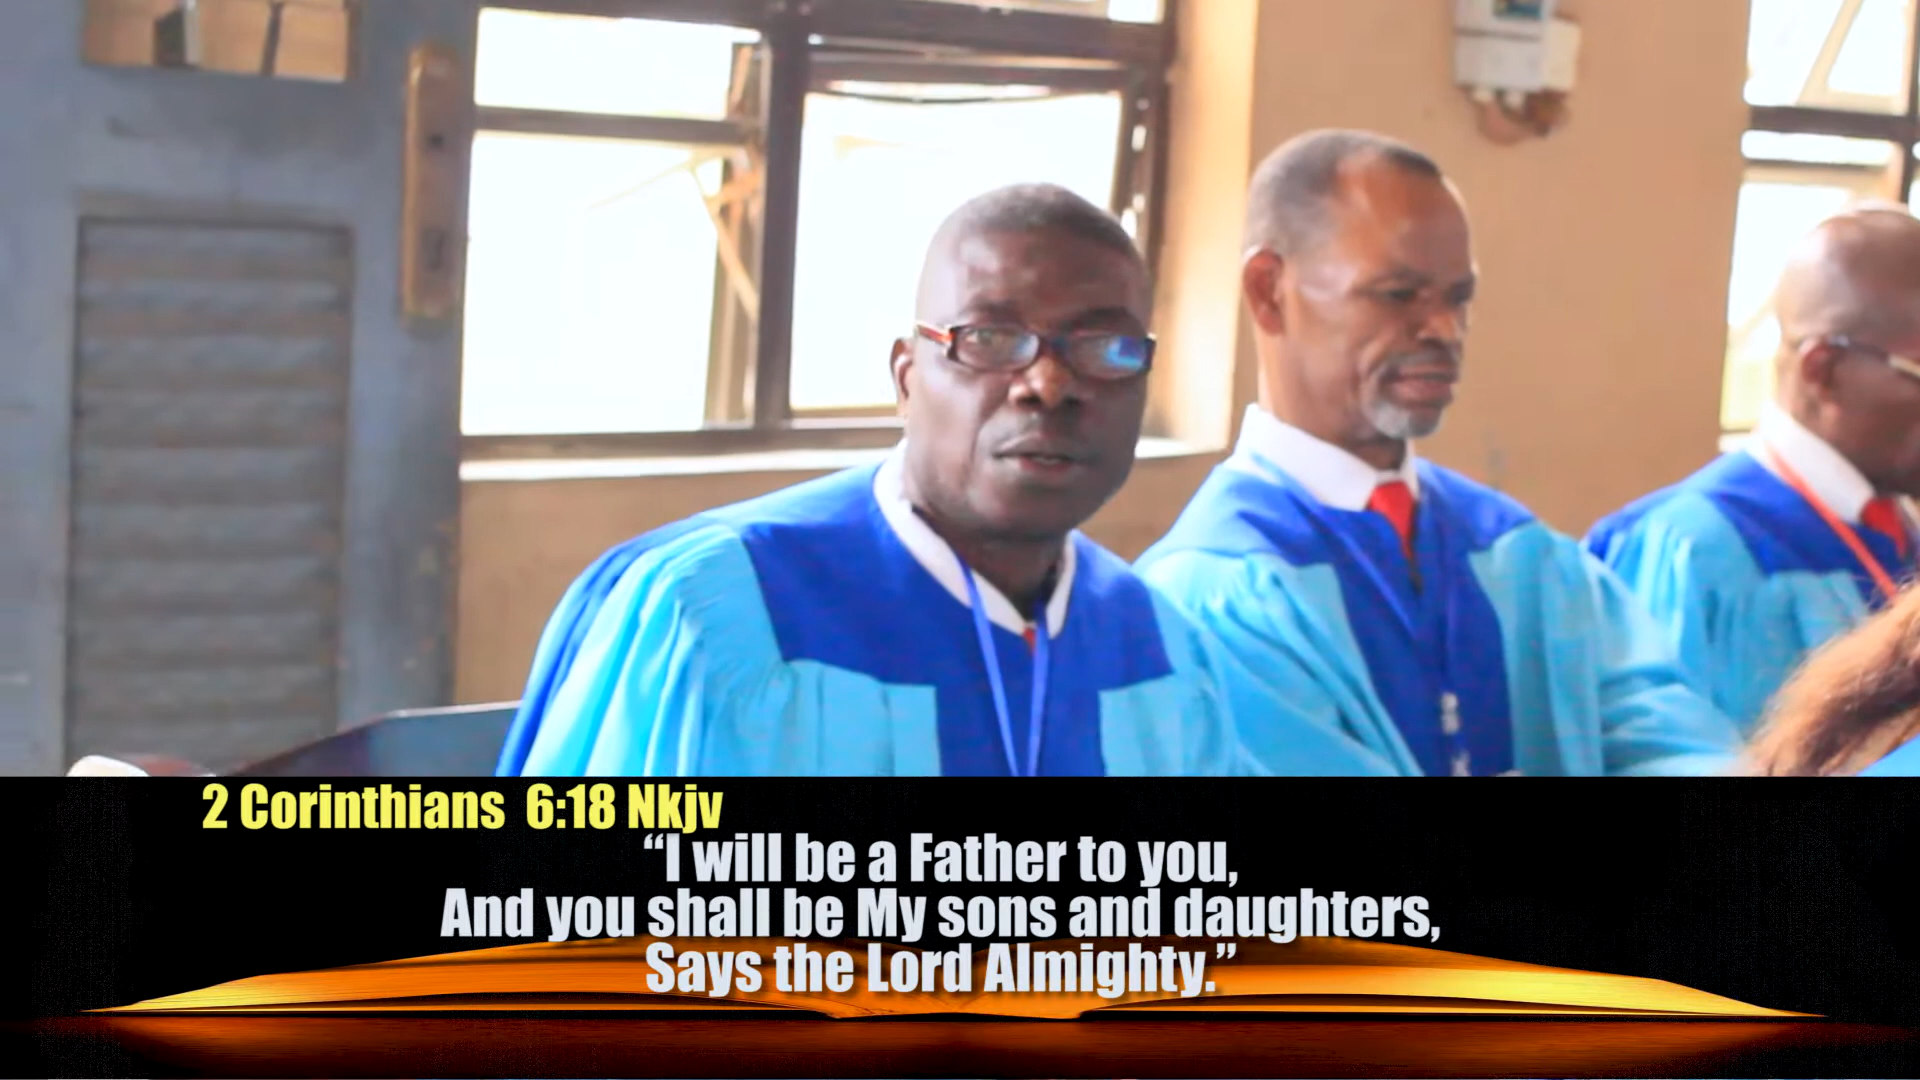 2 Corinthians 6:18 Nkjv
“I will be a Father to you,
And you shall be My sons and daughters,
Says the Lord Almighty.”